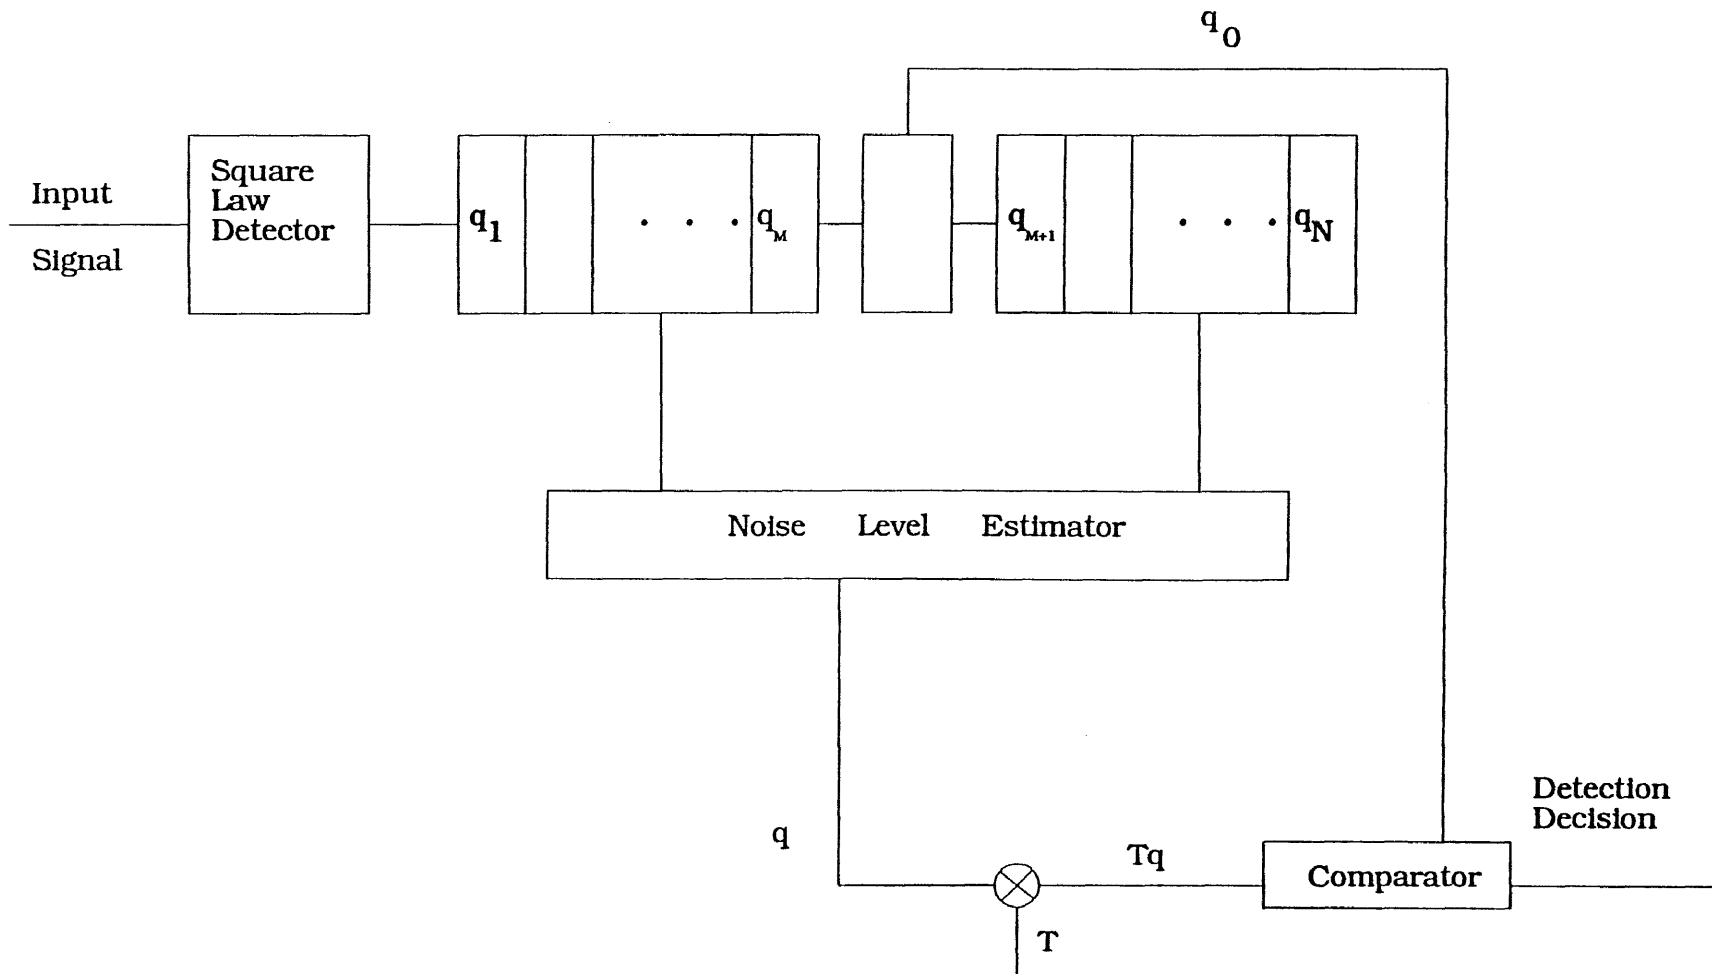 q0
Input
Signal
Square
Law
Detector
q1
. . .
qM
qM+1
. . .
qN
Noise Level Estimator
q
Tq
T
Comparator
Detection
Decision